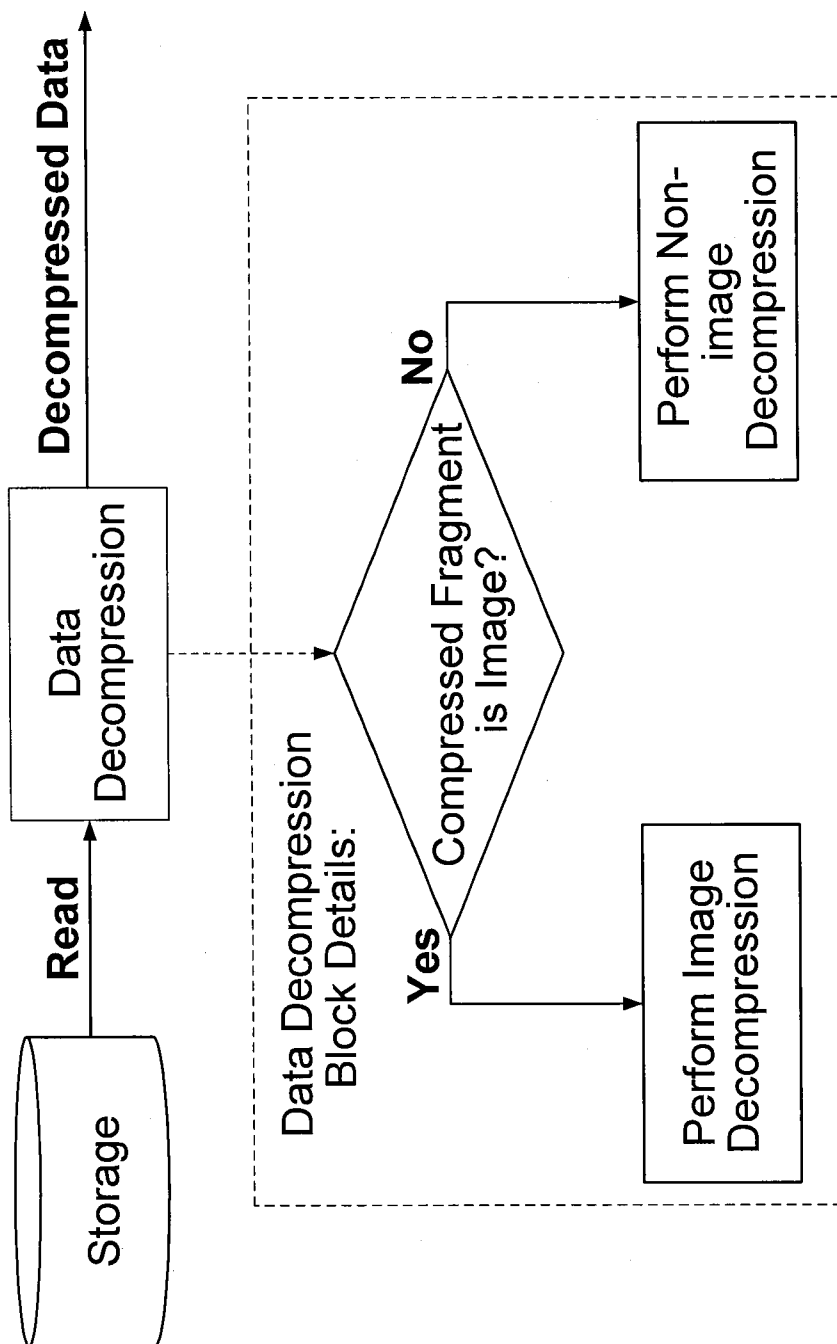 Storage
Read
Data
Decompression
Decompressed Data
Data Decompression
Block Details:
Compressed Fragment
is Image?
Yes
No
Perform Image
Decompression
Perform Non-
image
Decompression